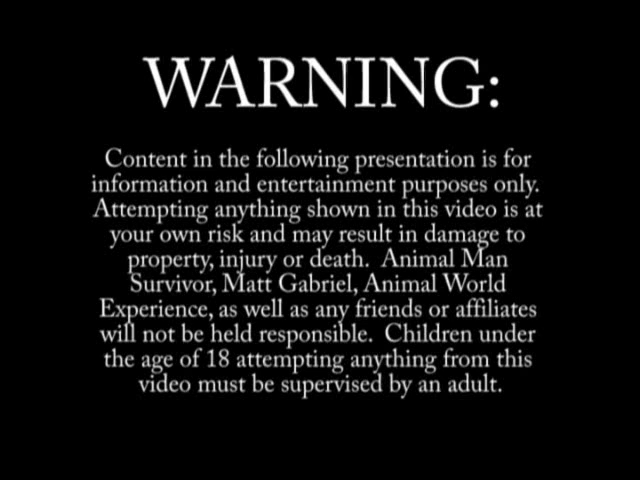 WARNING:
Content in the following presentation is for
information and entertainment purposes only.
Attempting anything shown in this video is at
your own risk and may result in damage to
property, injury or death. Animal Man
Survivor, Matt Gabriel, Animal World
Experience, as well as any friends or affiliates
will not be held responsible. Children under
the age of 18 attempting anything from this
video must be supervised by an adult.